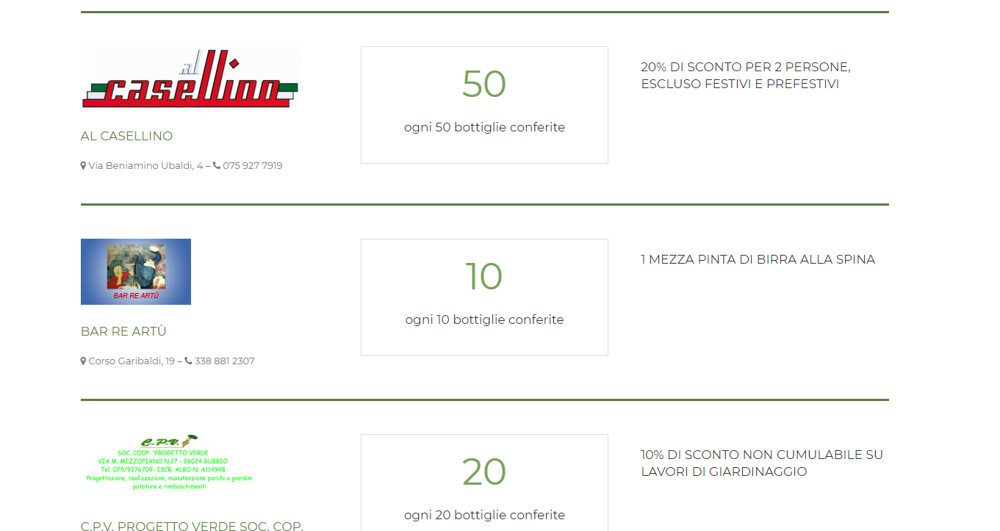 al
casellino
AL CASELLINO
Via Beniamino Ubaldi, 4 – 075 927 7919
50
ogni 50 bottiglie conferite
20% DI SCONTO PER 2 PERSONE,
ESCLUSO FESTIVI E PREFESTIVI
BAR RE ARTÙ
BAR RE ARTÙ
Corso Garibaldi, 19 – 338 881 2307
10
ogni 10 bottiglie conferite
1 MEZZA PINTA DI BIRRA ALLA SPINA
C.P.V.
SOC. COOP. "PROGETTO VERDE
VIA M. MEZZOPIANO N.27 - 06024 GUBBIO
Tel. 075/9276709- ISCR. ALBO N. A114948
Progettazione, realizzazione, manutenzione parchi e giardini
potature e rimboschimenti
C.P.V. PROGETTO VERDE SOC. COP.
20
ogni 20 bottiglie conferite
10% DI SCONTO NON CUMULABILE SU
LAVORI DI GIARDINAGGIO